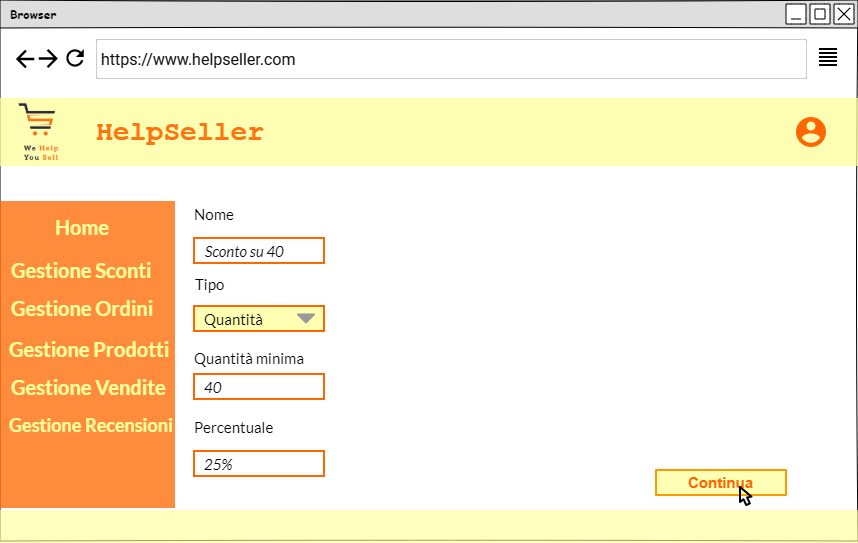 Browser
https://www.helpseller.com
We Help
You Sell
HelpSeller
Home
Gestione Sconti
Gestione Ordini
Gestione Prodotti
Gestione Vendite
Gestione Recensioni
Nome
Sconto su 40
Tipo
Quantità
Quantità minima
40
Percentuale
25%
Continua